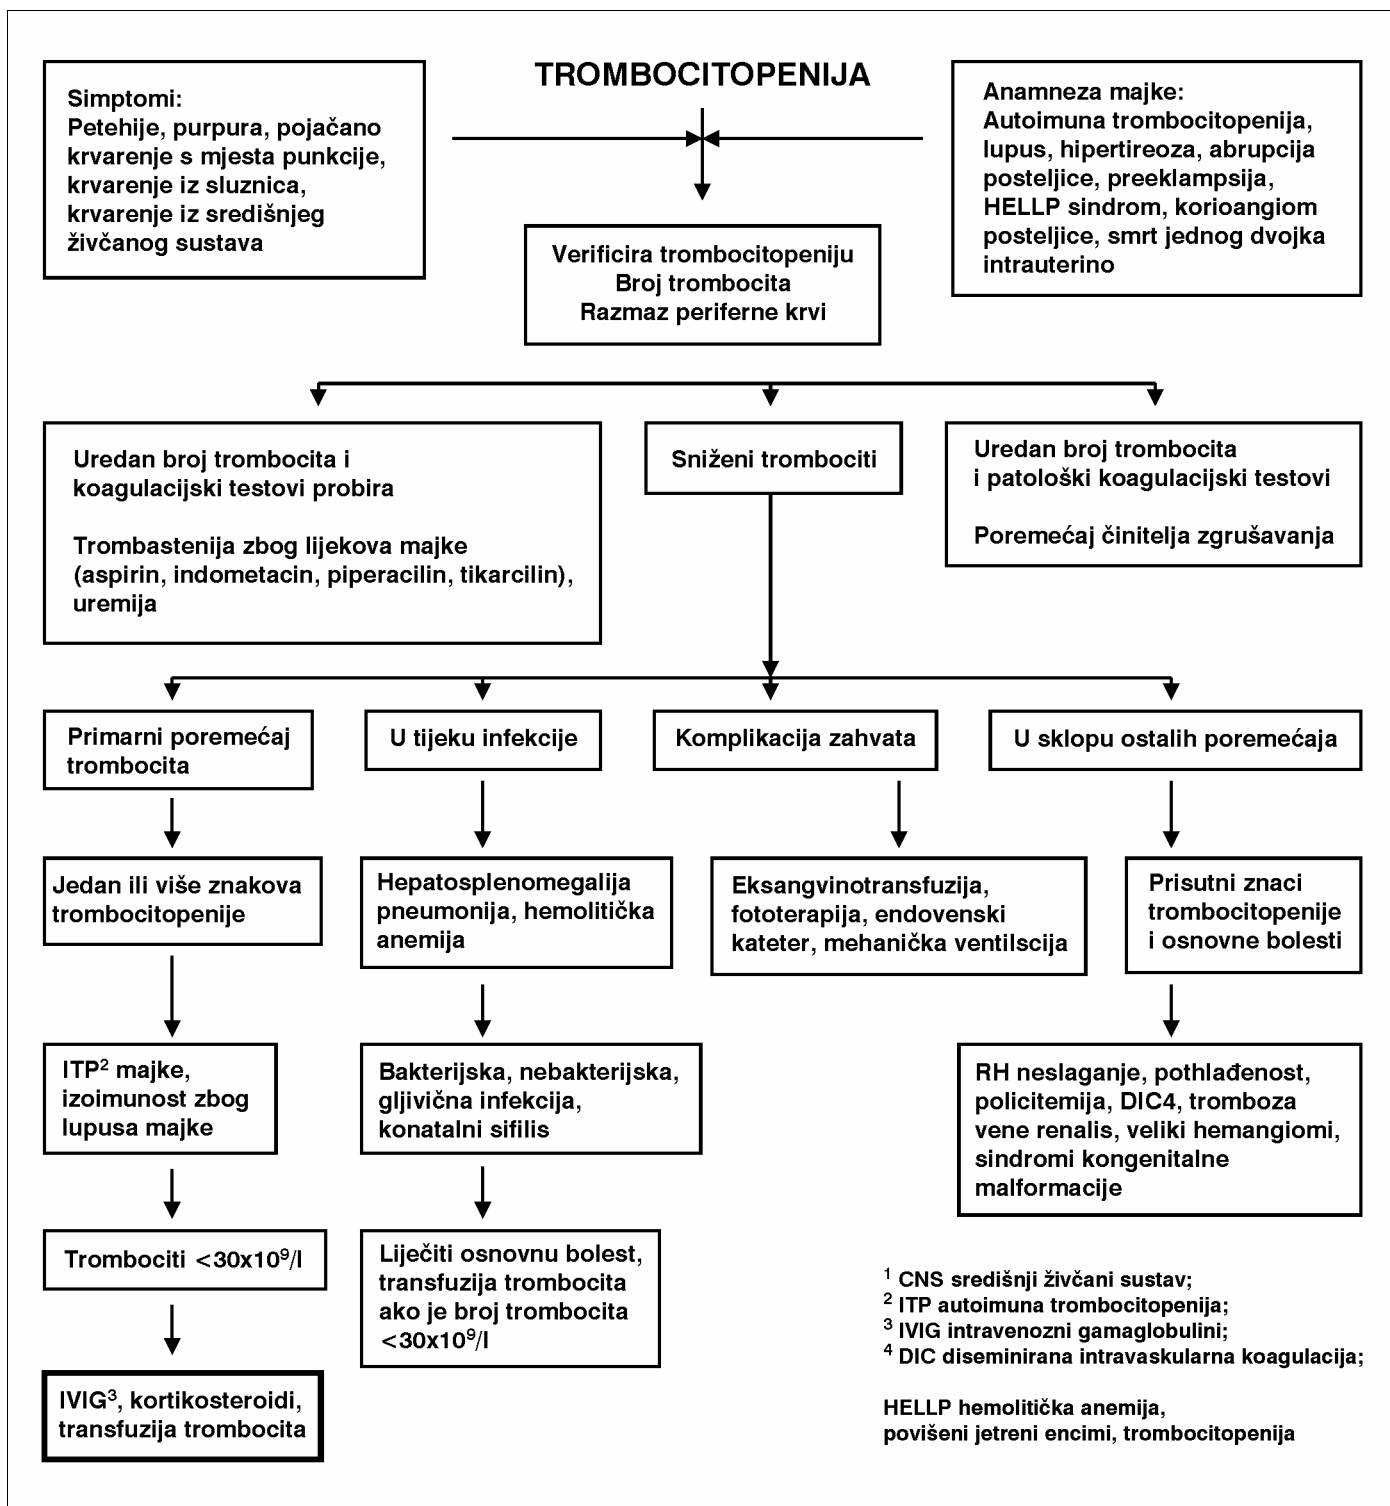 TROMBOCITOPENIJA
Simptomi:
Petehije, purpura, pojačano
krvarenje s mjesta punkcije,
krvarenje iz sluznica,
krvarenje iz središnjeg
živčanog sustava
Anamneza majke:
Autoimuna trombocitopenija,
lupus, hipertireoza, abrupcija
posteljice, preeklampsija,
HELLP sindrom, korioangiom
posteljice, smrt jednog dvojka
intrauterino
Verificira trombocitopeniju
Broj trombocita
Razmaz periferne krvi
Uredan broj trombocita i
koagulacijski testovi probira
Trombastenija zbog lijekova majke
(aspirin, indometacin, piperacilin, tikarcilin),
uremija
Sniženi trombociti
Uredan broj trombocita
i patološki koagulacijski testovi
Poremećaj činitelja zgrušavanja
Primarni poremećaj
trombocita
U tijeku infekcije
Komplikacija zahvata
U sklopu ostalih poremećaja
Jedan ili više znakova
trombocitopenije
Hepatosplenomegalija
pneumonija, hemolitička
anemija
Eksangvinotransfuzija,
fototerapija, endovenski
kateter, mehanička ventilscija
Prisutni znaci
trombocitopenije
i osnovne bolesti
ITP² majke,
izoimunost zbog
lupusa majke
Bakterijska, nebakterijska,
gljivična infekcija,
konatalni sifilis
RH neslaganje, pothlađenost,
policitemija, DIC4, tromboza
vene renalis, veliki hemangiomi,
sindromi kongenitalne
malformacije
Trombociti <30x10⁹/l
Liječiti osnovnu bolest,
transfuzija trombocita
ako je broj trombocita
<30x10⁹/l
IVIG³, kortikosteroidi,
transfuzija trombocita
¹ CNS središnji živčani sustav;
² ITP autoimuna trombocitopenija;
³ IVIG intravenozni gamaglobulini;
⁴ DIC diseminirana intravaskularna koagulacija;
HELLP hemolitička anemija,
povišeni jetreni encimi, trombocitopenija